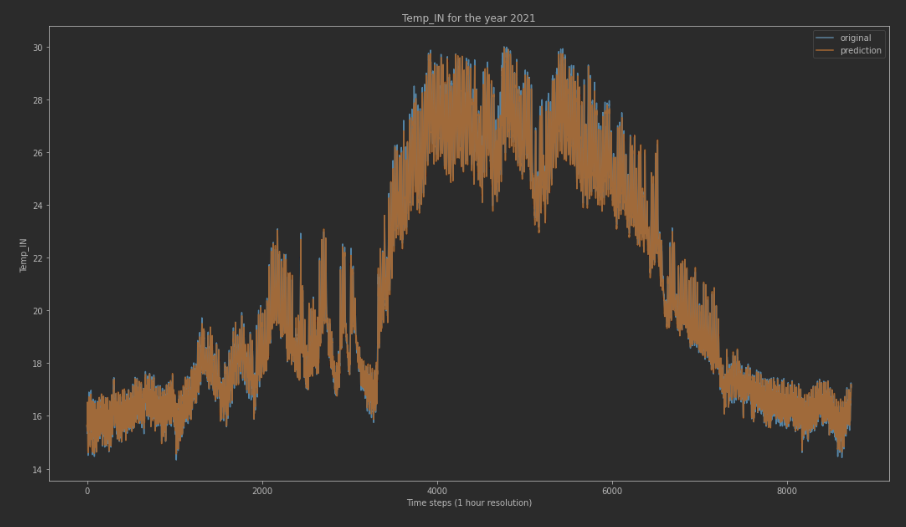 Temp_IN for the year 2021
original
prediction
30
28
26
24
22
20
18
16
14
Temp_IN
0
2000
4000
6000
8000
Time steps (1 hour resolution)